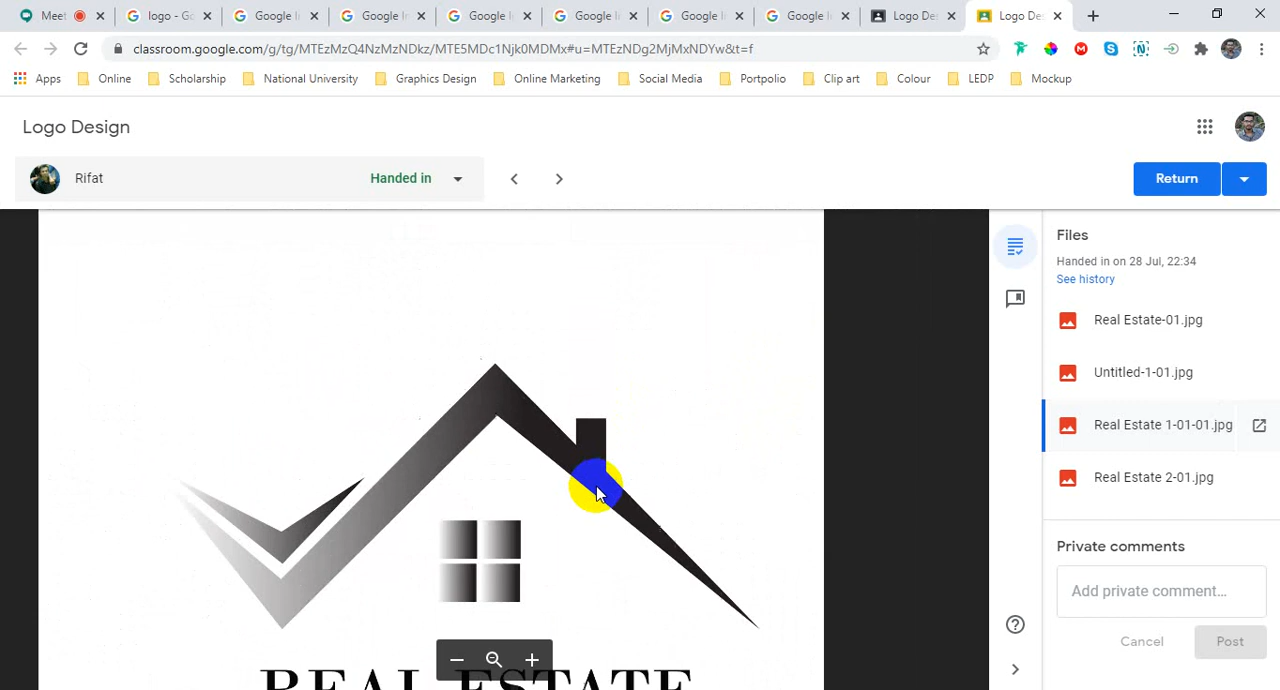 Meet
logo - Go
Google I
Google I
Google I
Google I
Google I
Google I
Logo De
Logo De
classroom.google.com/g/tg/MTEzMzQ4NzMzNDkz/MTE5MDc1Njk0MDMx#u=MTEzNDg2MjMxNDYw&t=f
Apps Online Scholarship National University Graphics Design Online Marketing Social Media Portpolio Clip art Colour LEDP Mockup
Logo Design
Rifat Handed in Return
Files
Handed in on 28 Jul, 22:34
See history
Real Estate-01.jpg
Untitled-1-01.jpg
Real Estate 1-01-01.jpg
Real Estate 2-01.jpg
Private comments
Add private comment...
Cancel Post
REAL ESTATE